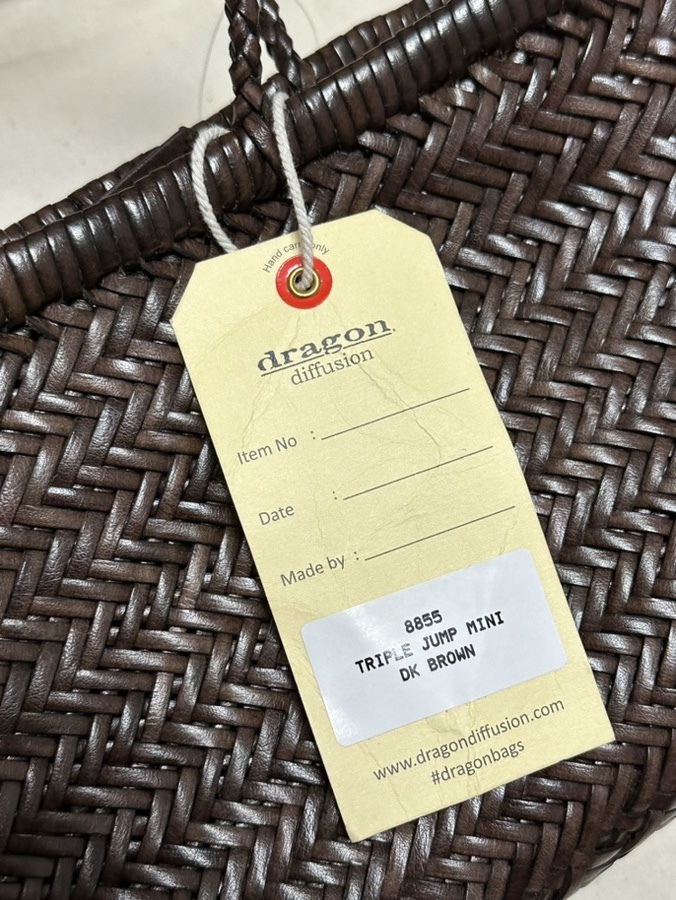 Hand carry only
dragon
diffusion
Item No :
Date :
Made by :
8855
TRIPLE JUMP MINI
DK BROWN
www.dragondiffusion.com
#dragonbags